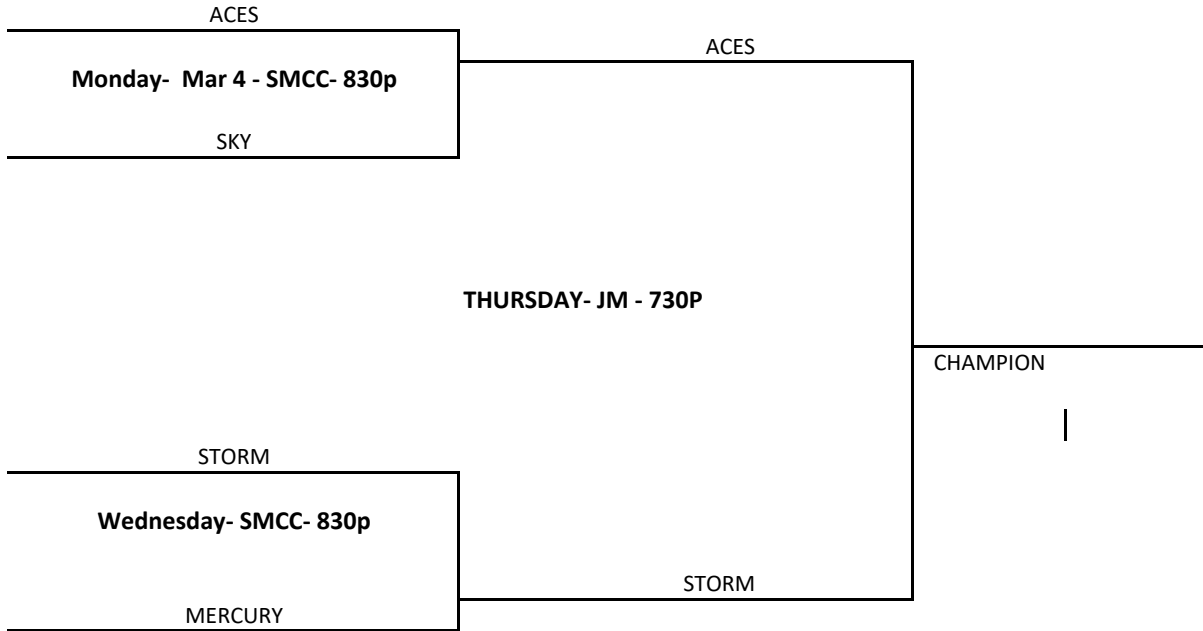 ACES
ACES
Monday-  Mar 4 - SMCC- 830p
SKY
THURSDAY- JM - 730P
CHAMPION
STORM
Wednesday- SMCC- 830p
STORM
MERCURY